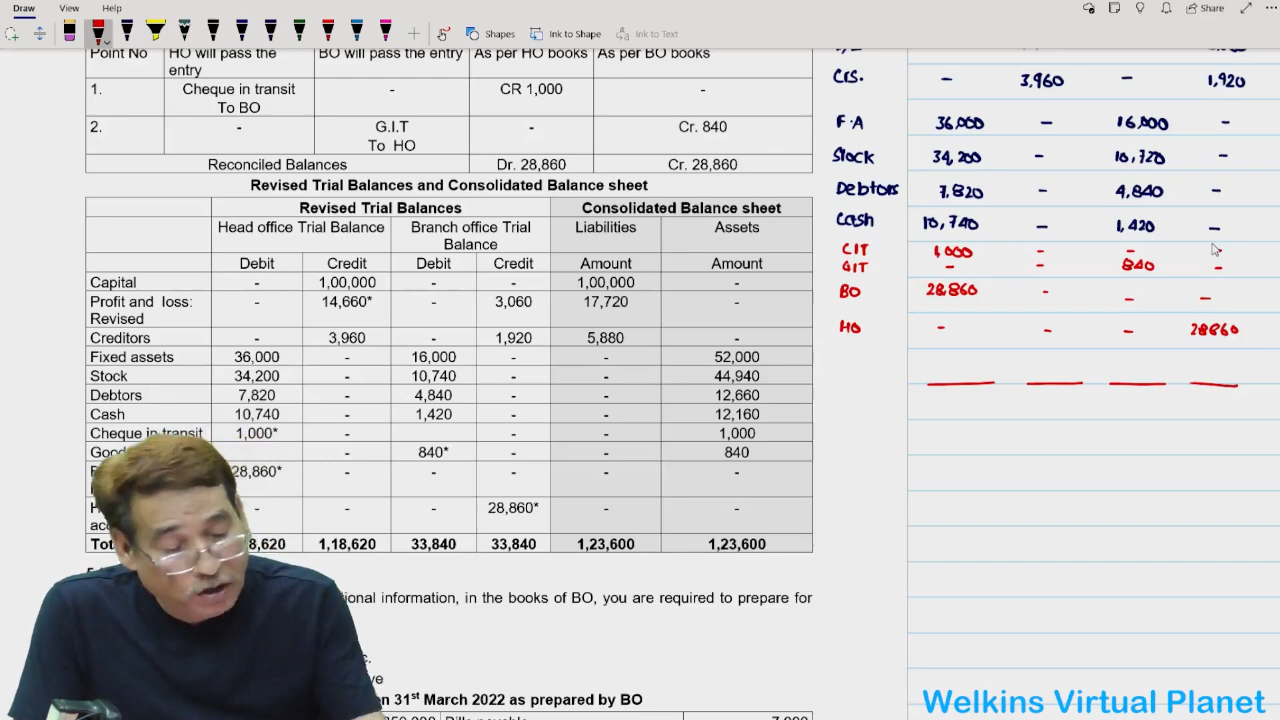 Draw View Help Share
Shapes Ink to Shape Ink to Text
Point No HO will pass the entry BO will pass the entry As per HO books As per BO books
1. Cheque in transit To BO - CR 1,000 -
2. - G.I.T To HO - Cr. 840
Reconciled Balances Dr. 28,860 Cr. 28,860
Revised Trial Balances and Consolidated Balance sheet
Revised Trial Balances Consolidated Balance sheet
Head office Trial Balance Branch office Trial Balance Liabilities Assets
Debit Credit Debit Credit Amount Amount
Capital - 1,00,000 - - 1,00,000 -
Profit and loss: Revised - 14,660* - 3,060 17,720 -
Creditors - 3,960 - 1,920 5,880 -
Fixed assets 36,000 - 16,000 - - 52,000
Stock 34,200 - 10,740 - - 44,940
Debtors 7,820 - 4,840 - - 12,660
Cash 10,740 - 1,420 - - 12,160
Cheque in transit 1,000* - - - 1,000
Goo - 840* - - 840
28,860* - - - - -
- - - 28,860* - -
acc
Tot 8,620 1,18,620 33,840 33,840 1,23,600 1,23,600
tional information, in the books of BO, you are required to prepare for
c.
ve
on 31st March 2022 as prepared by BO
Bills payable 7,000
Crs. - 3,960 - 1,920
F.A 36,000 - 16,000 -
Stock 34,200 - 10,720 -
Debtors 7,820 - 4,840 -
Cash 10,740 - 1,420 -
CIT 1,000 - - -
GIT - - 840 -
BO 28,860 - - -
HO - - - 28860
Welkins Virtual Planet